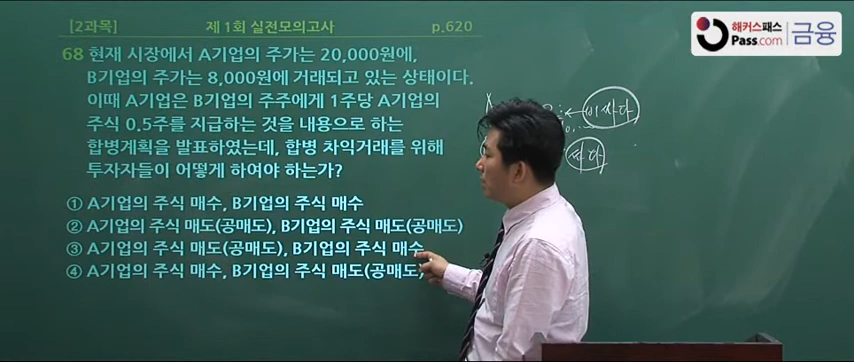 [2과목] 제 1회 실전모의고사 p.620
해커스패스
Pass.com 금융
68 현재 시장에서 A기업의 주가는 20,000원에,
B기업의 주가는 8,000원에 거래되고 있는 상태이다.
이때 A기업은 B기업의 주주에게 1주당 A기업의
주식 0.5주를 지급하는 것을 내용으로 하는
합병계획을 발표하였는데, 합병 차익거래를 위해
투자자들이 어떻게 하여야 하는가?
① A기업의 주식 매수, B기업의 주식 매수
② A기업의 주식 매도(공매도), B기업의 주식 매도(공매도)
③ A기업의 주식 매도(공매도), B기업의 주식 매수
④ A기업의 주식 매수, B기업의 주식 매도(공매도)
비싸다
싸다